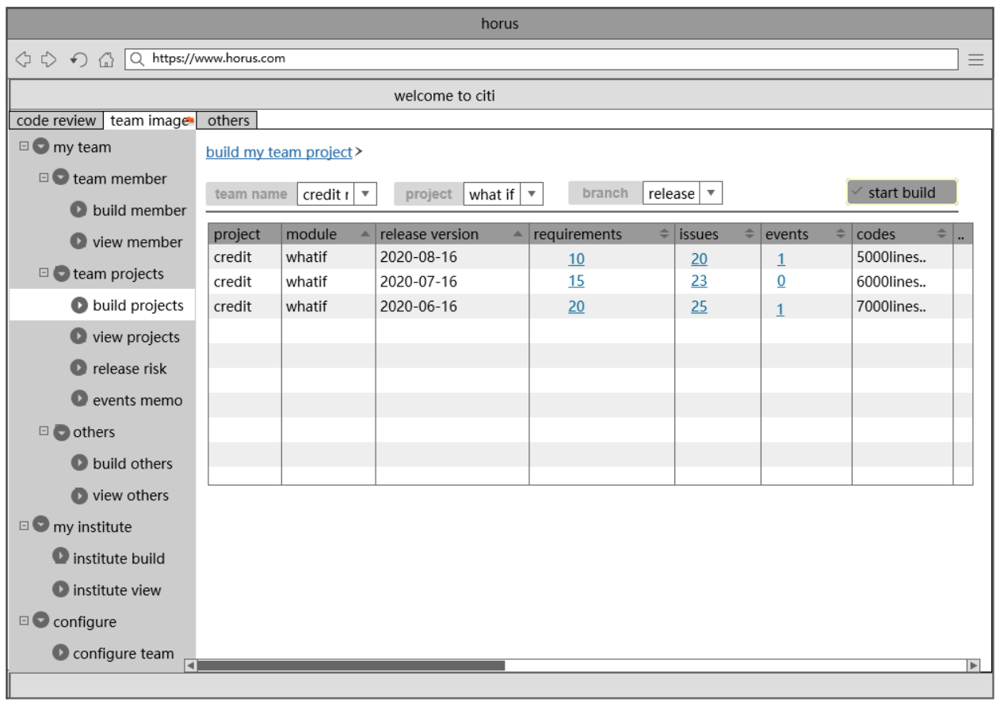 horus
https://www.horus.com
welcome to citi
code review team image others
my team
team member
build member
view member
team projects
build projects
view projects
release risk
events memo
others
build others
view others
my institute
institute build
institute view
configure
configure team
build my team project>
team name credit project what if branch release start build
project module release version requirements issues events codes ..
credit whatif 2020-08-16 10 20 1 5000lines..
credit whatif 2020-07-16 15 23 0 6000lines..
credit whatif 2020-06-16 20 25 1 7000lines..